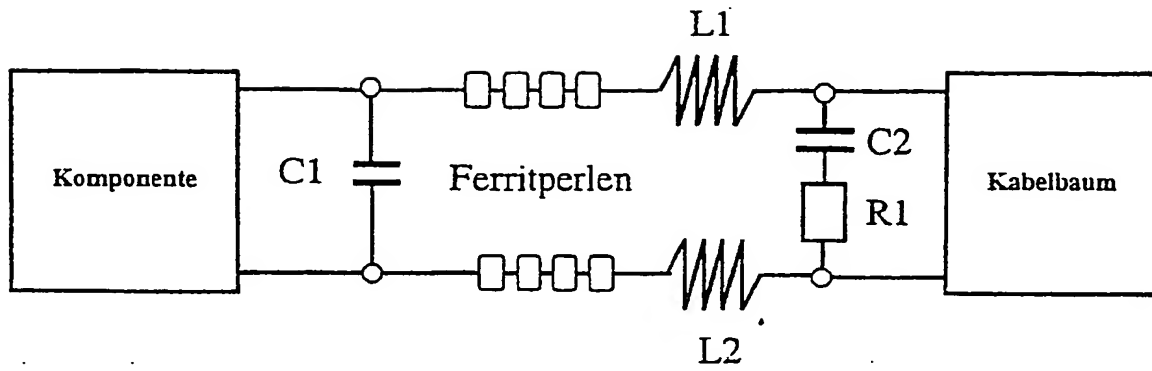 L1
Komponente
C1
Ferritperlen
C2
R1
Kabelbaum
L2